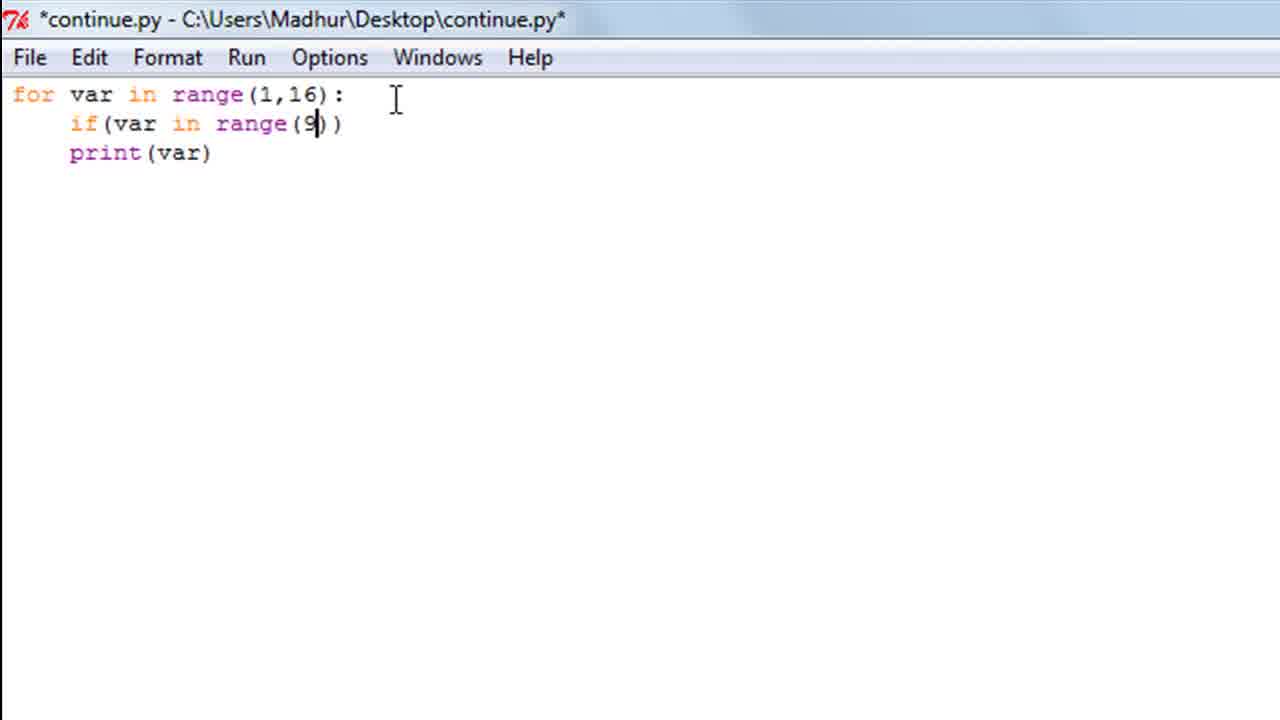 *continue.py - C:\Users\Madhur\Desktop\continue.py*
File Edit Format Run Options Windows Help
for var in range(1,16):
    if(var in range(9))
    print(var)